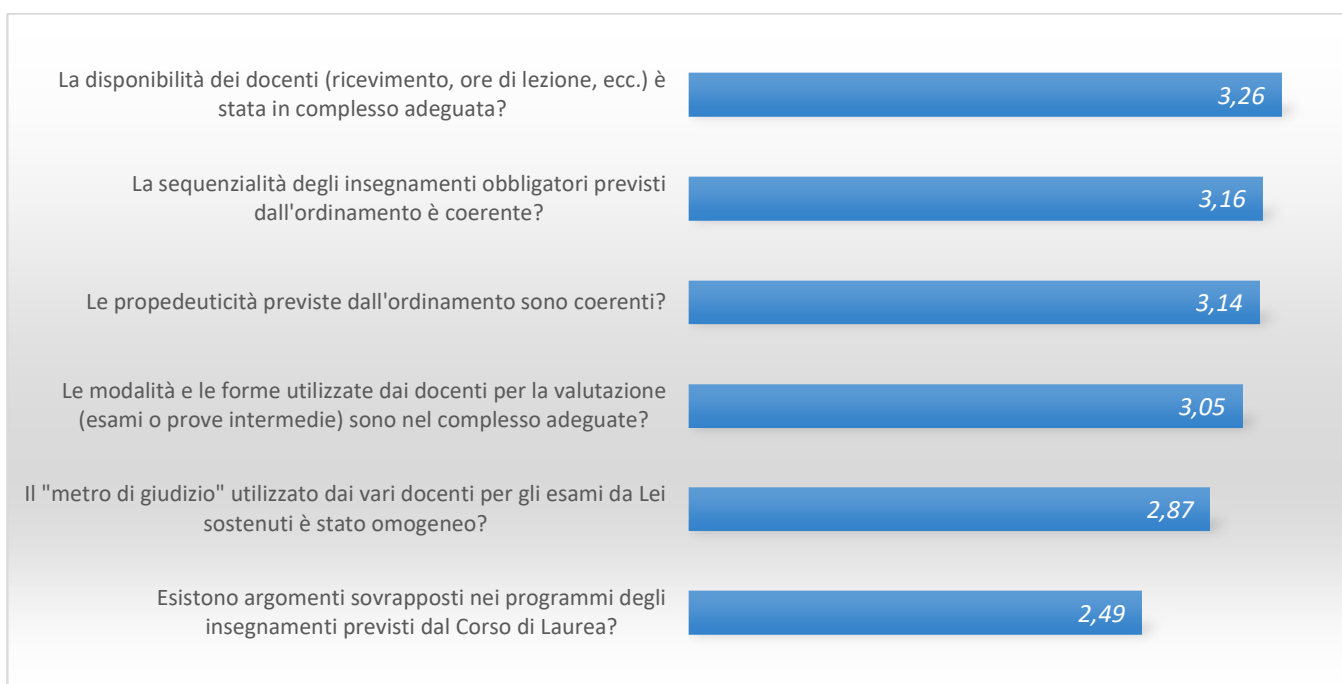 La disponibilità dei docenti (ricevimento, ore di lezione, ecc.) è
stata in complesso adeguata?
3,26
La sequenzialità degli insegnamenti obbligatori previsti
dall'ordinamento è coerente?
3,16
Le propedeuticità previste dall'ordinamento sono coerenti?
3,14
Le modalità e le forme utilizzate dai docenti per la valutazione
(esami o prove intermedie) sono nel complesso adeguate?
3,05
Il "metro di giudizio" utilizzato dai vari docenti per gli esami da Lei
sostenuti è stato omogeneo?
2,87
Esistono argomenti sovrapposti nei programmi degli
insegnamenti previsti dal Corso di Laurea?
2,49